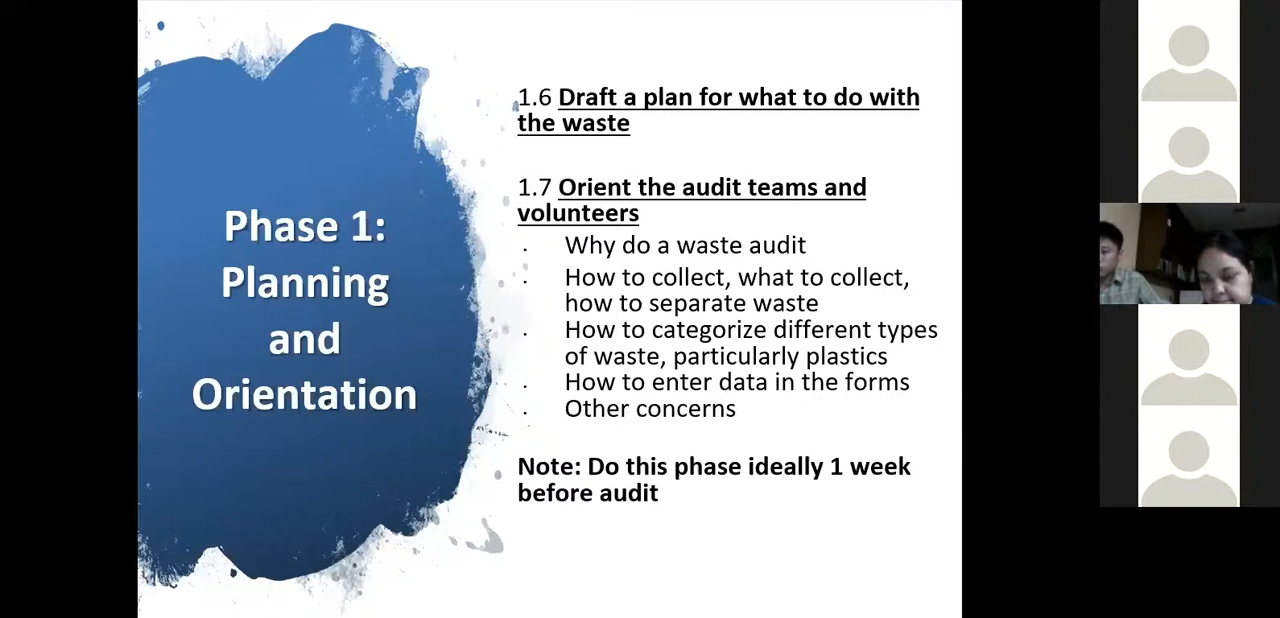 Phase 1:
Planning
and
Orientation
1.6 Draft a plan for what to do with
the waste
1.7 Orient the audit teams and
volunteers
. Why do a waste audit
. How to collect, what to collect,
how to separate waste
. How to categorize different types
of waste, particularly plastics
. How to enter data in the forms
. Other concerns
Note: Do this phase ideally 1 week
before audit